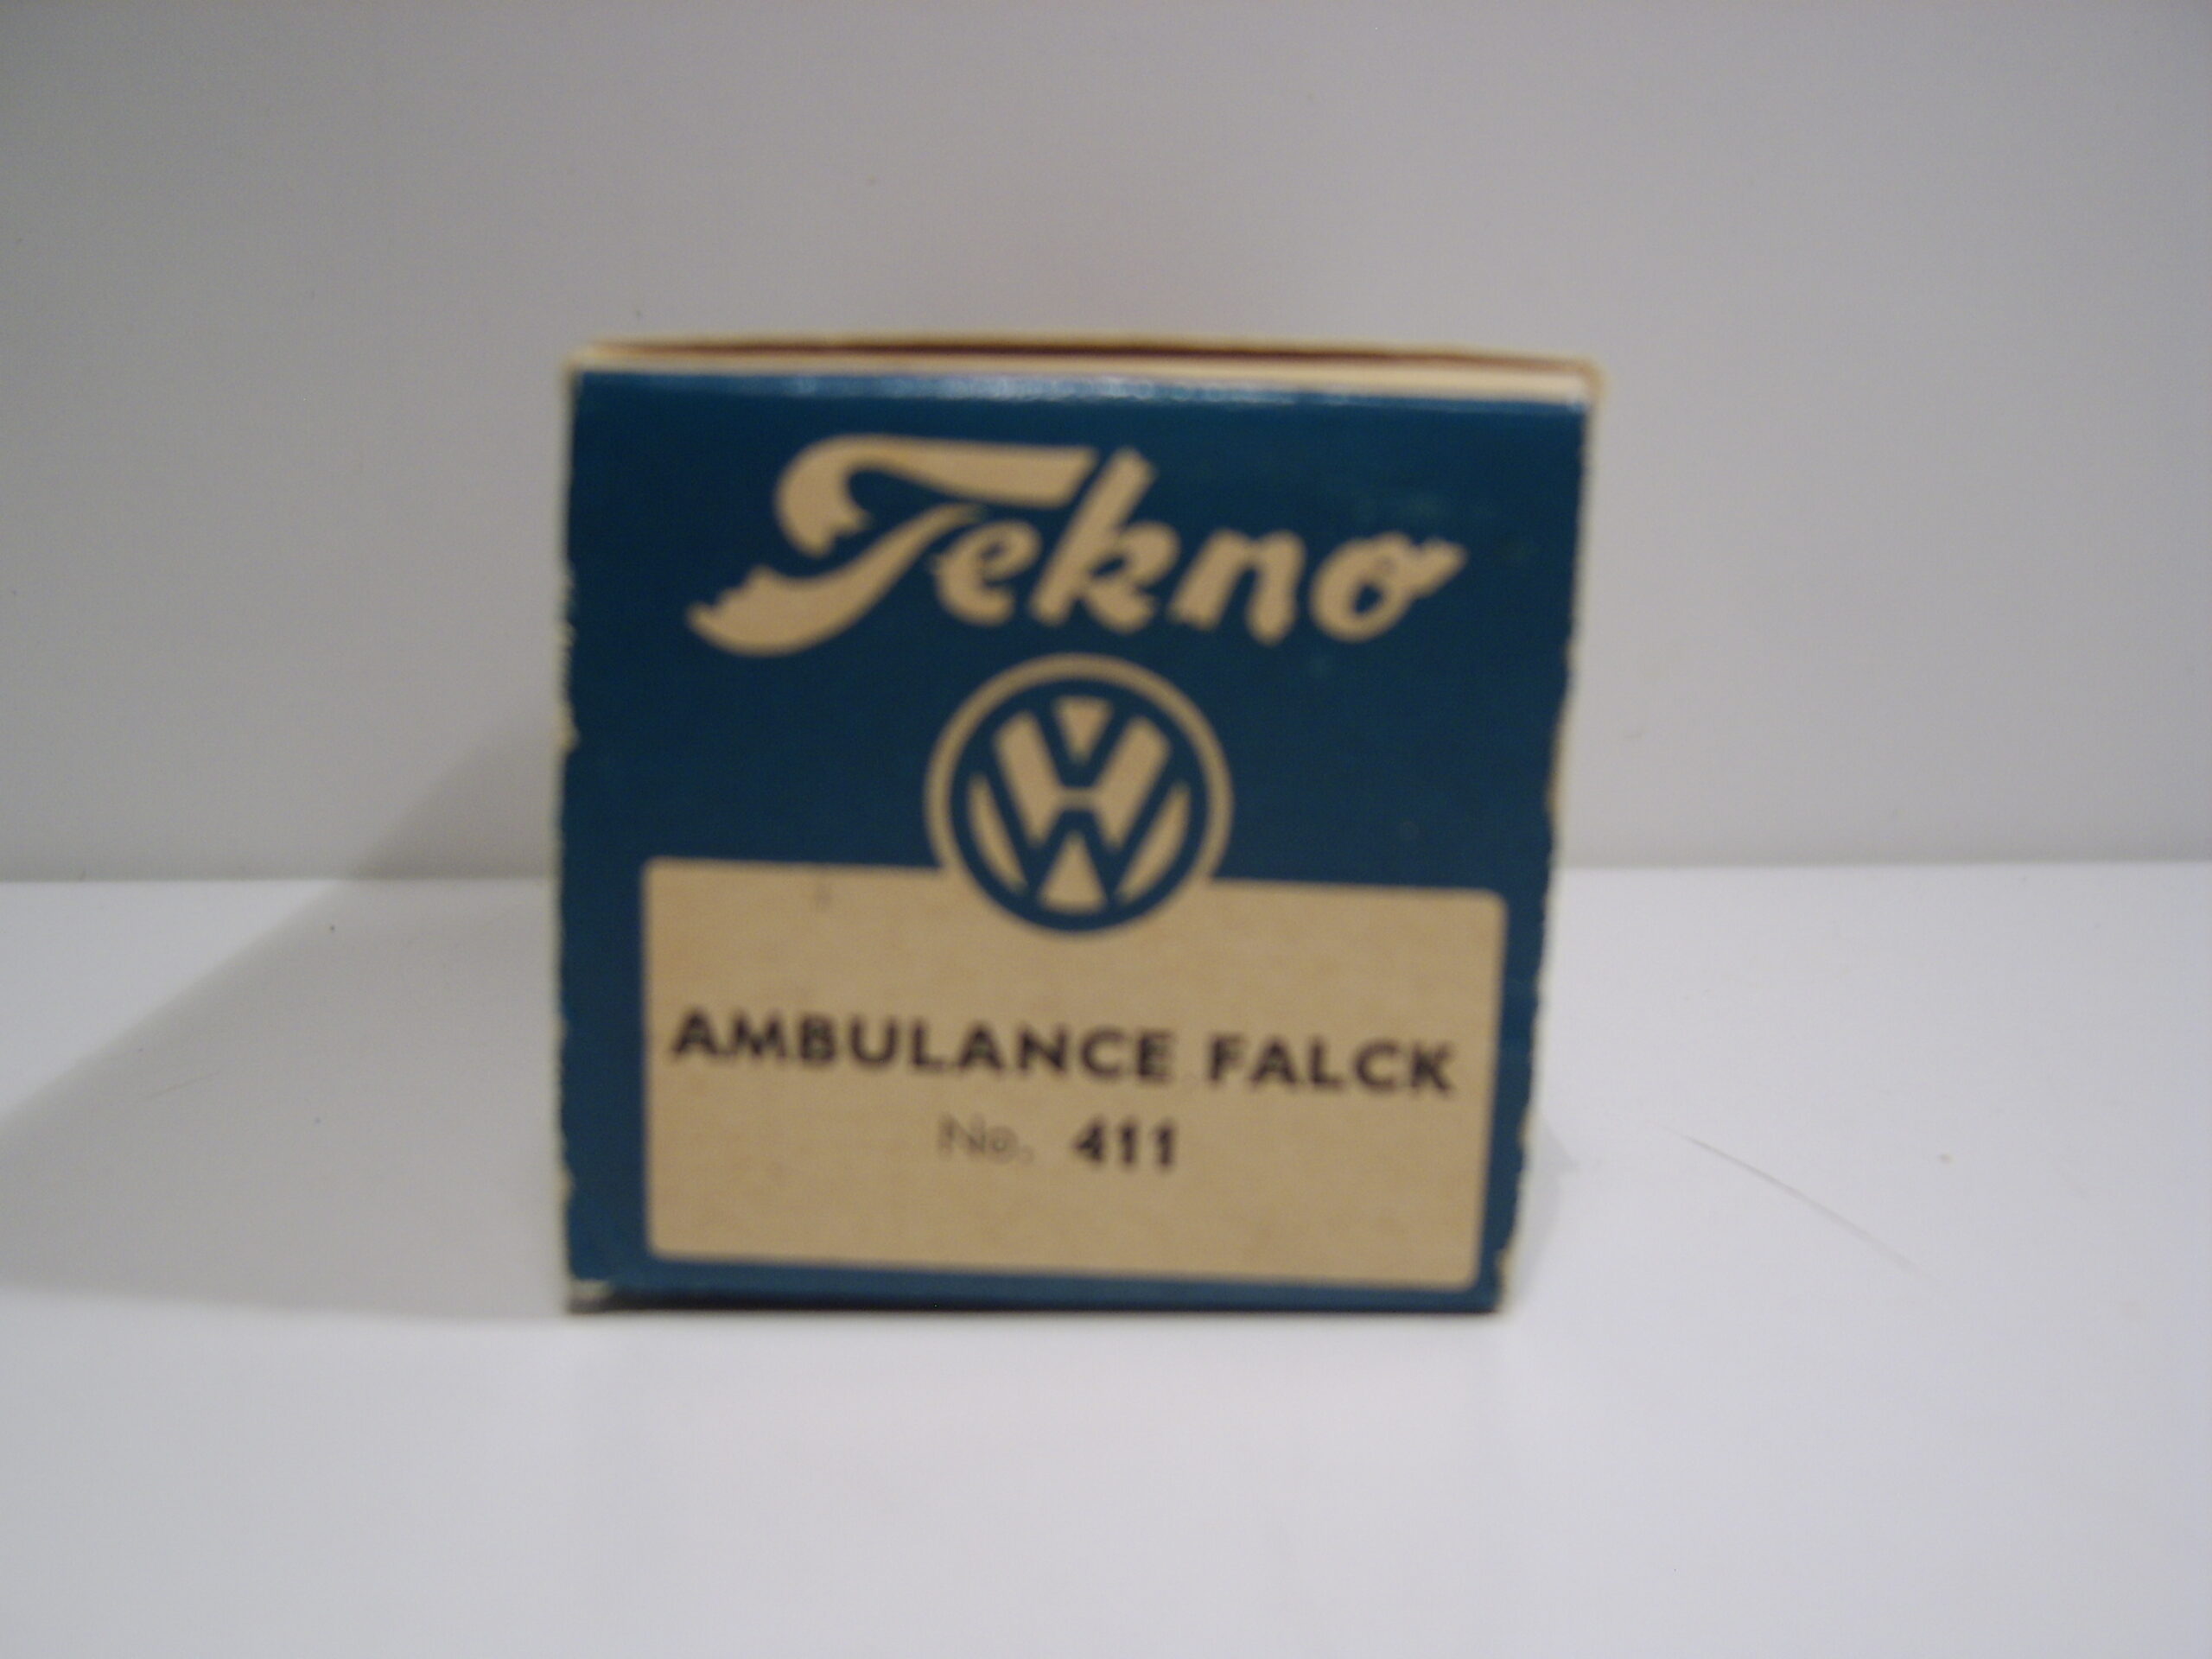 Tekno
VW
AMBULANCE FALCK
No. 411